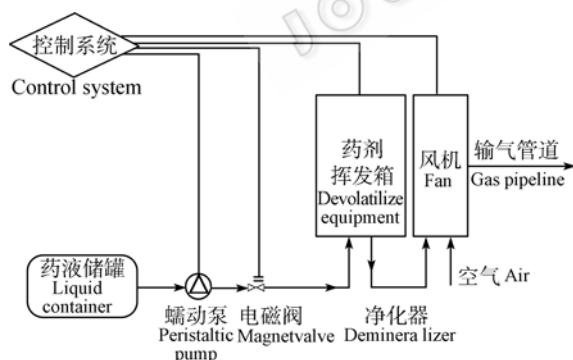 控制系统
Control system
药剂
挥发箱
Devolatilize
equipment
风机
Fan
输气管道
Gas pipeline
药液储罐
Liquid
container
空气 Air
蠕动泵
Peristaltic
pump
电磁阀
Magnetvalve
净化器
Deminera lizer